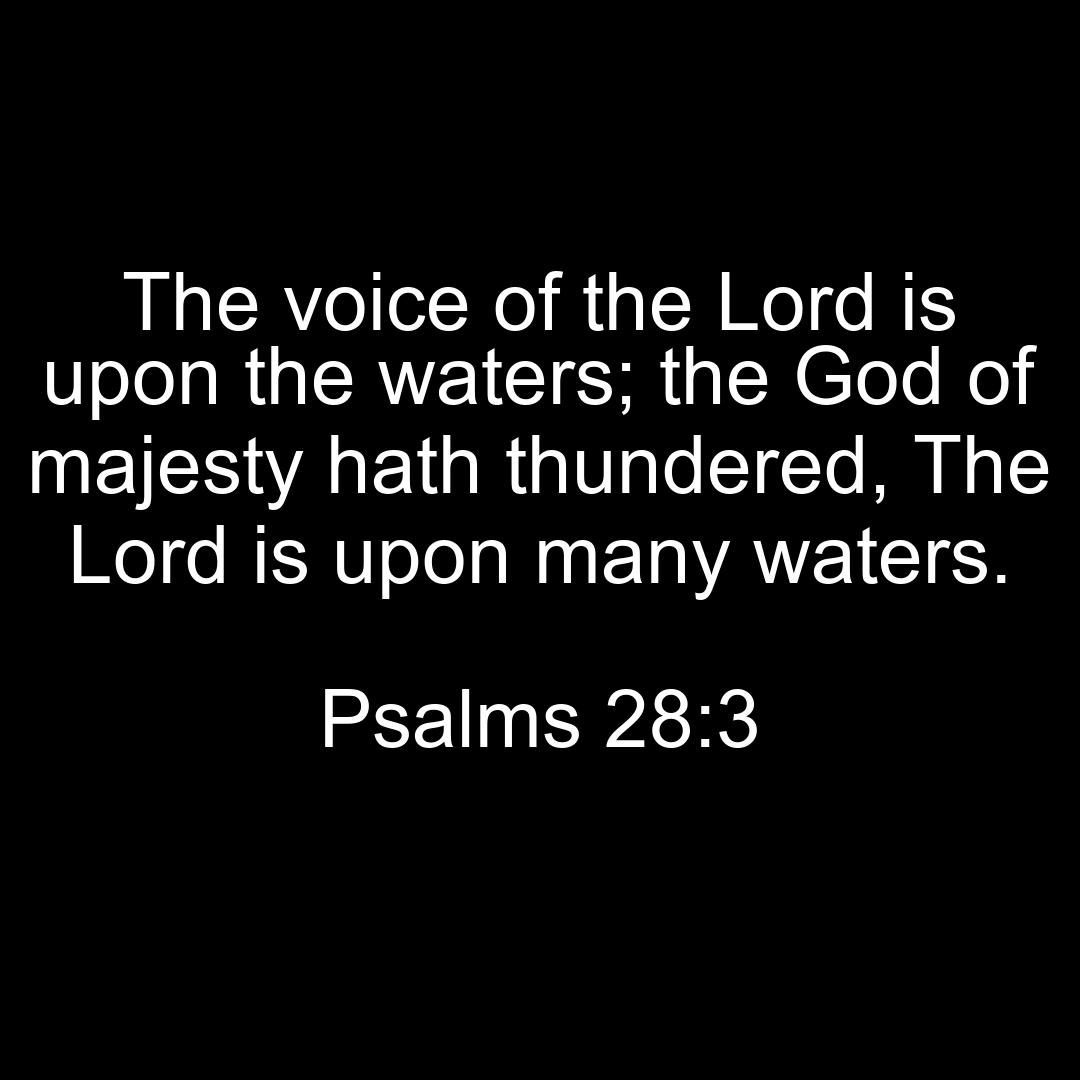 The voice of the Lord is
upon the waters; the God of
majesty hath thundered, The
Lord is upon many waters.
Psalms 28:3